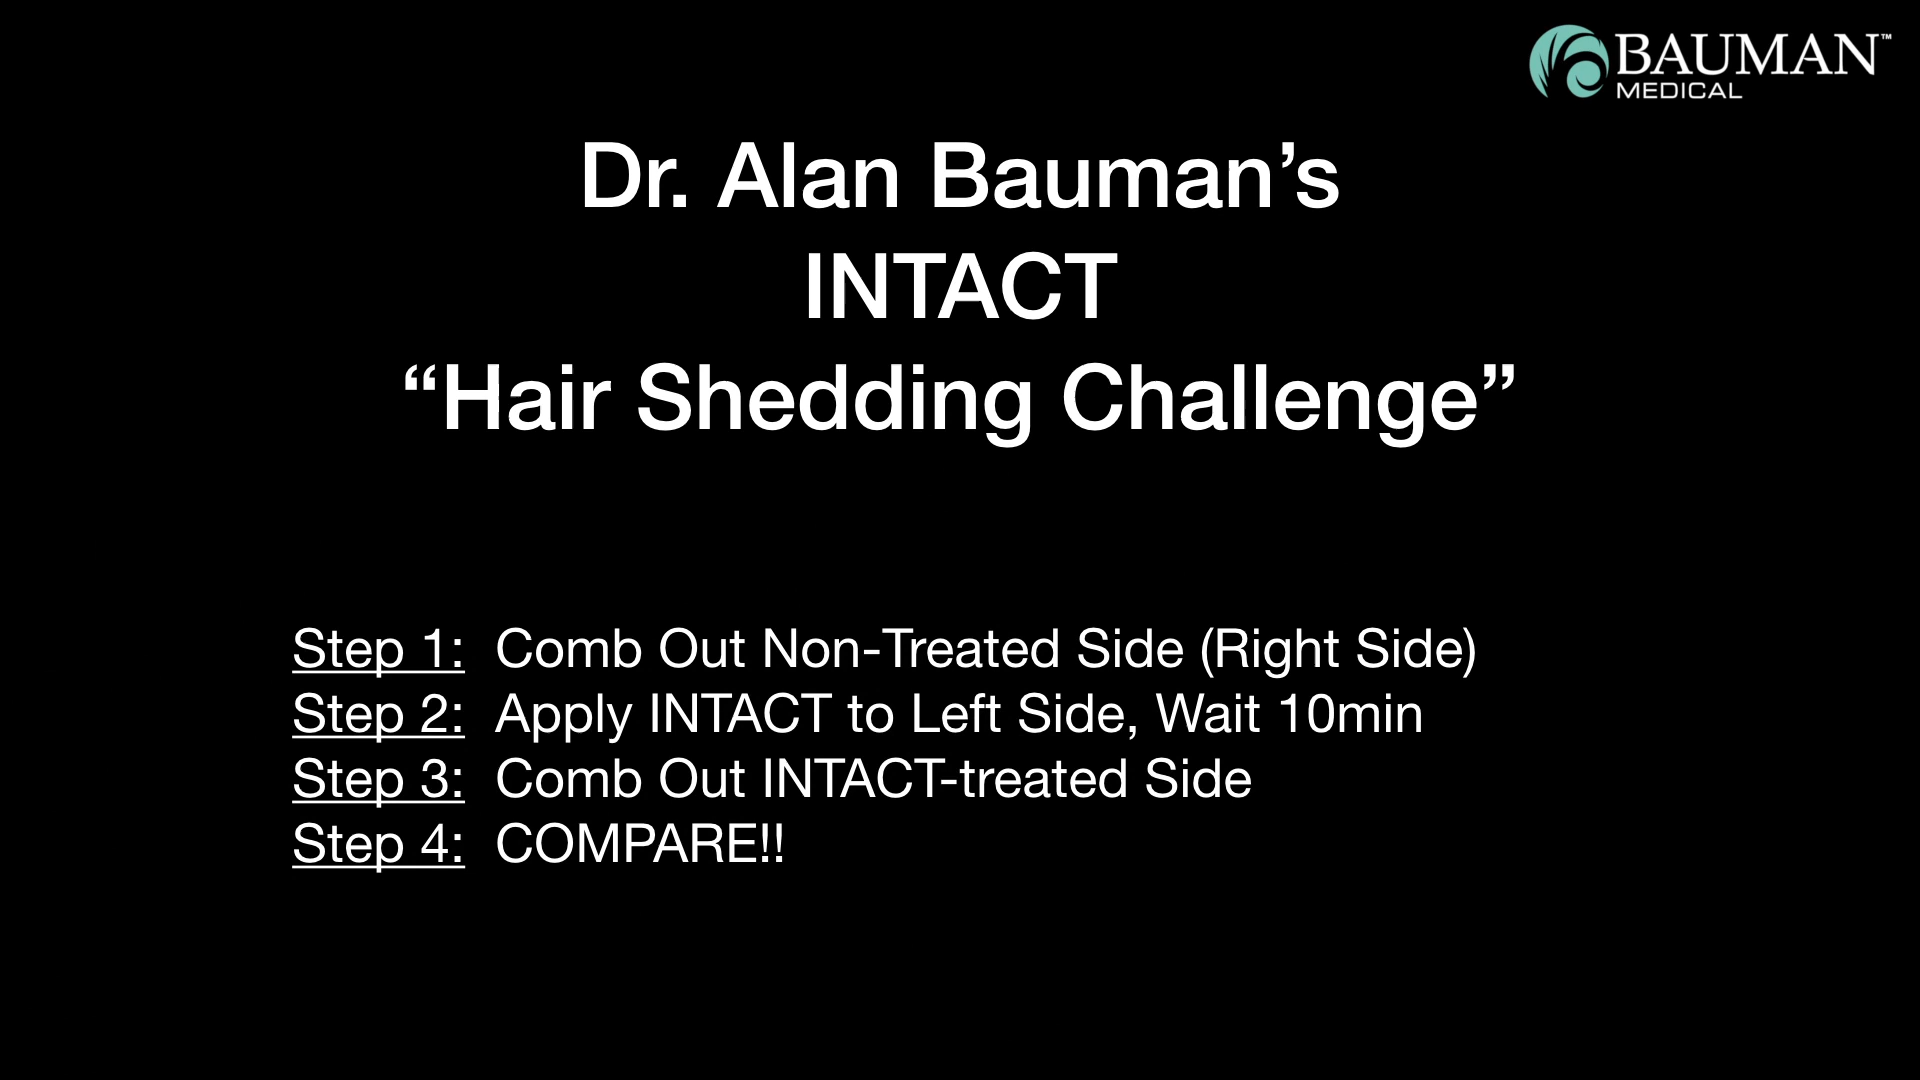 BAUMAN™
MEDICAL
Dr. Alan Bauman’s
INTACT
“Hair Shedding Challenge”
Step 1: Comb Out Non-Treated Side (Right Side)
Step 2: Apply INTACT to Left Side, Wait 10min
Step 3: Comb Out INTACT-treated Side
Step 4: COMPARE!!